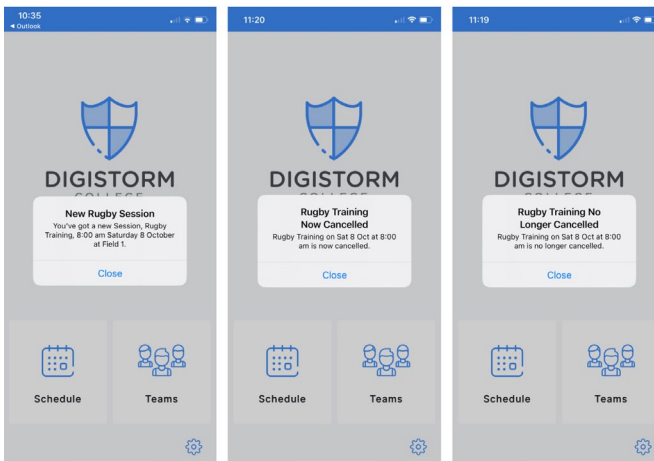 10:35
Outlook
DIGISTORM
COLLEGE
New Rugby Session
You've got a new Session, Rugby
Training, 8:00 am Saturday 8 October
at Field 1.
Close
Schedule
Teams
11:20
DIGISTORM
COLLEGE
Rugby Training
Now Cancelled
Rugby Training on Sat 8 Oct at 8:00
am is now cancelled.
Close
Schedule
Teams
11:19
DIGISTORM
COLLEGE
Rugby Training No
Longer Cancelled
Rugby Training on Sat 8 Oct at 8:00
am is no longer cancelled.
Close
Schedule
Teams